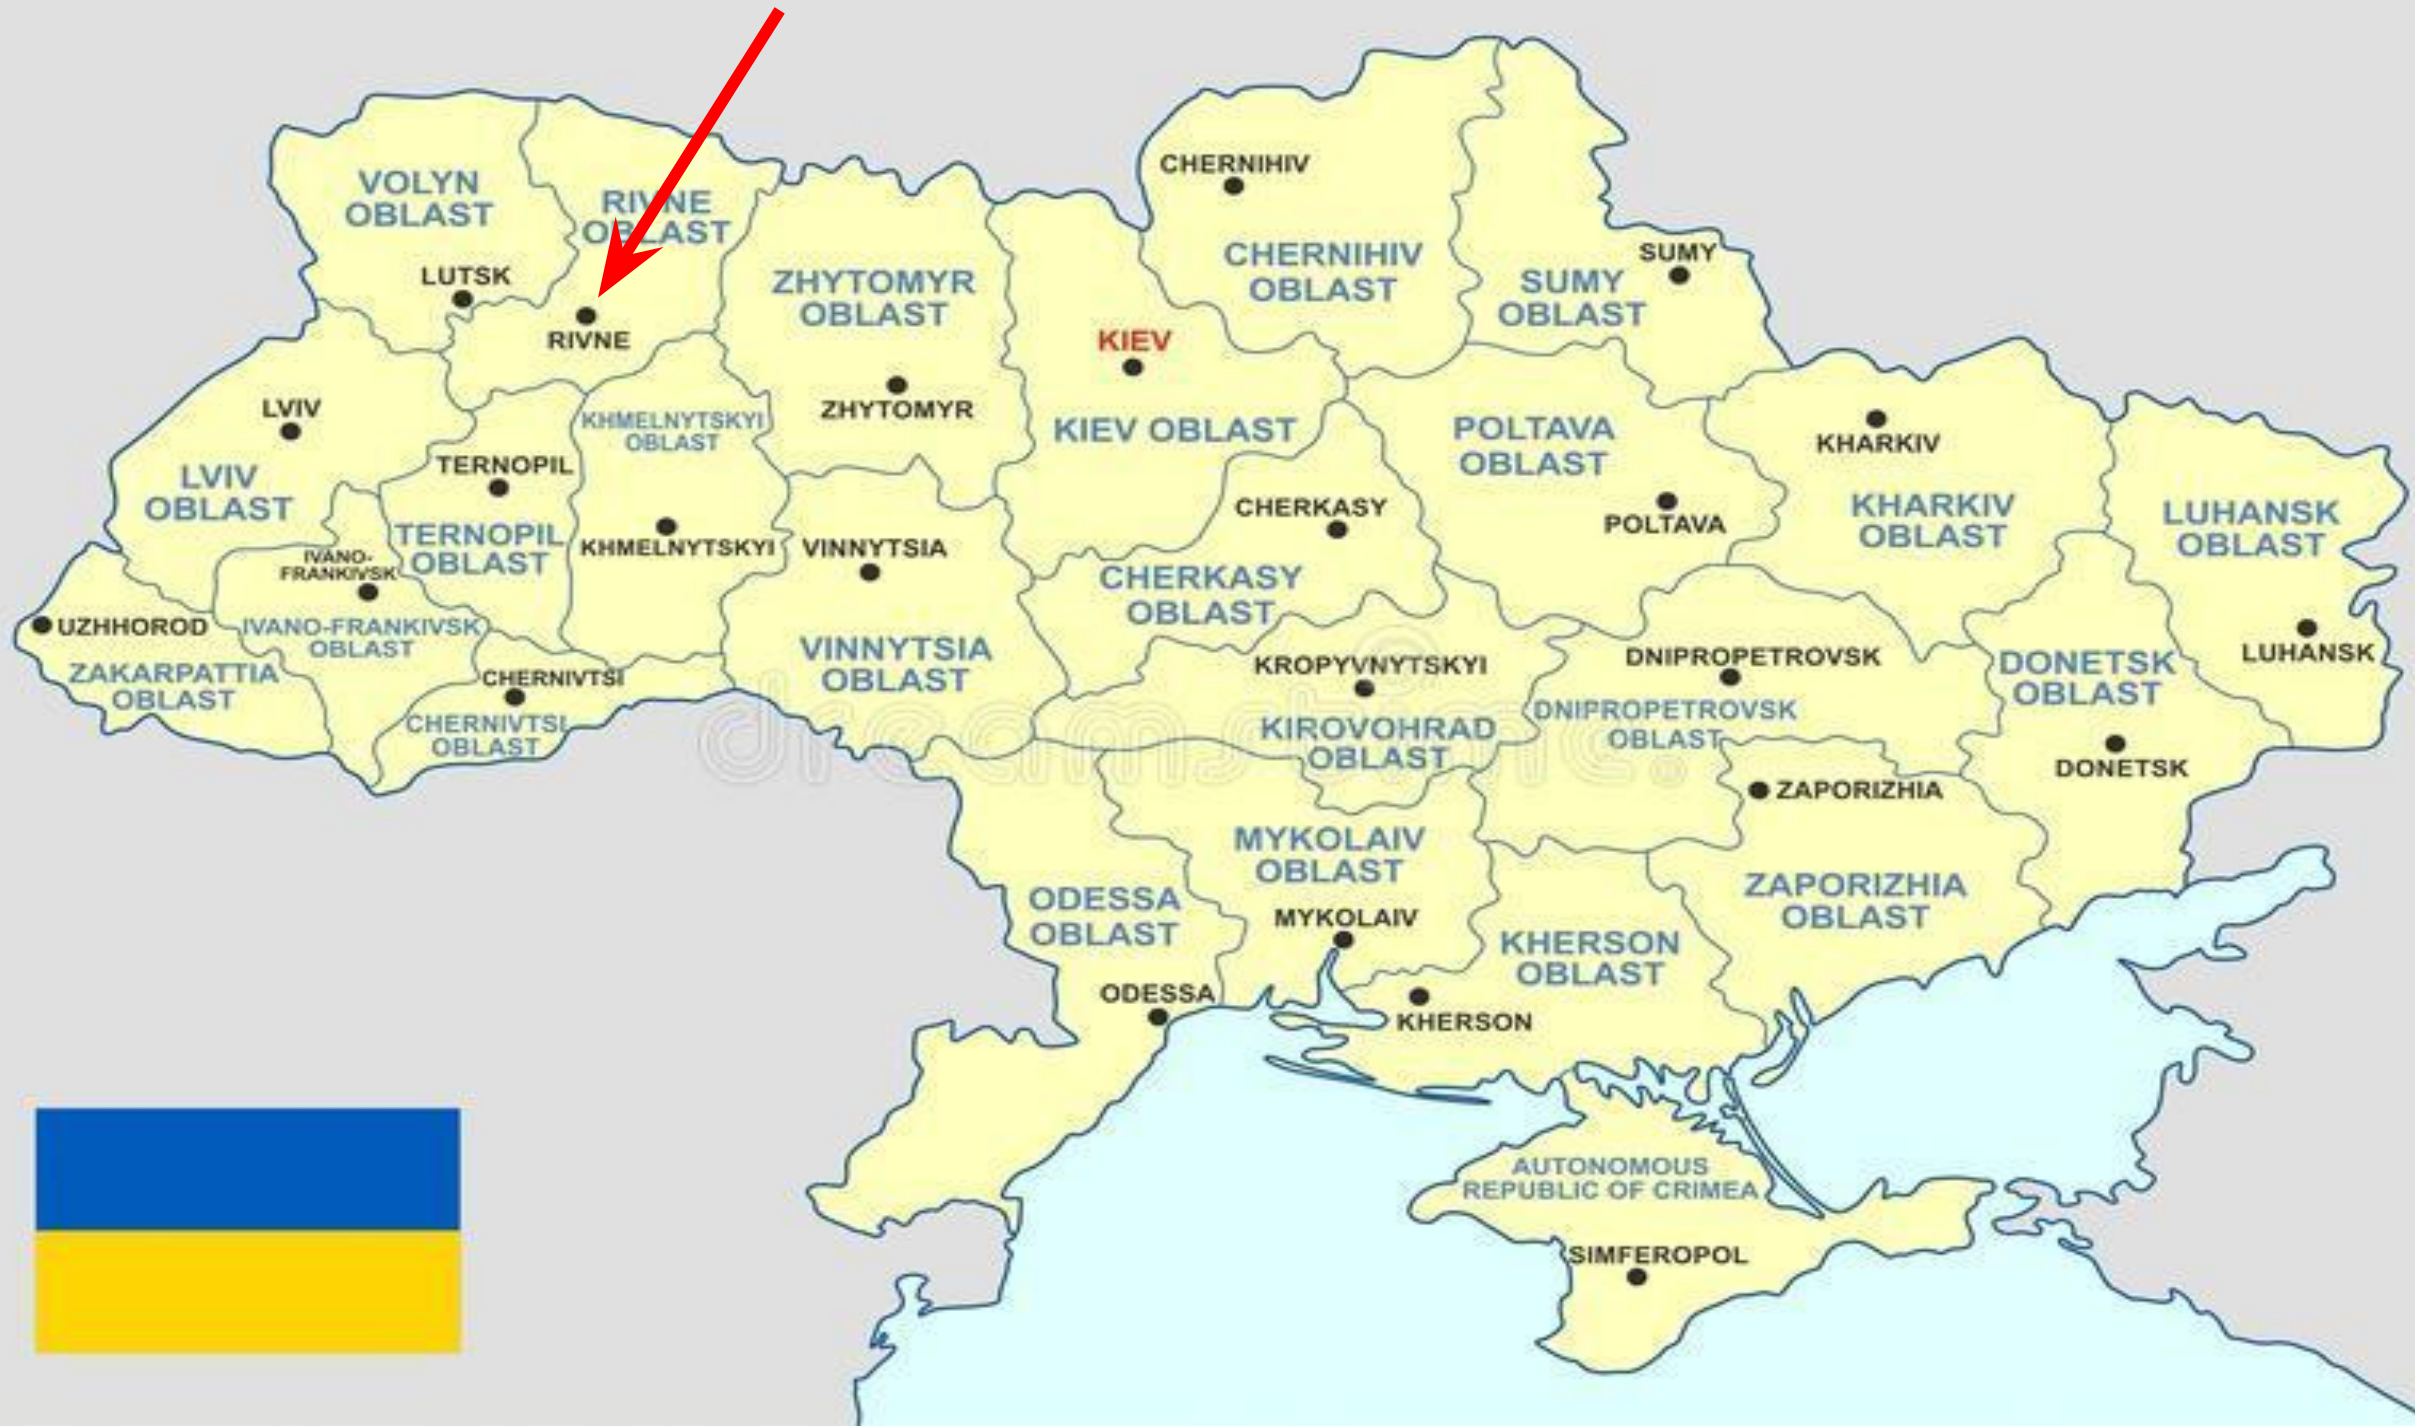 VOLYN
OBLAST
LUTSK
RIVNE
OBLAST
RIVNE
ZHYTOMYR
OBLAST
ZHYTOMYR
KIEV
KIEV OBLAST
CHERNIHIV
CHERNIHIV
OBLAST
SUMY
SUMY
OBLAST
LVIV
LVIV
OBLAST
TERNOPIL
TERNOPIL
OBLAST
KHMELNYTSKYI
OBLAST
KHMELNYTSKYI
VINNYTSIA
VINNYTSIA
OBLAST
CHERKASY
CHERKASY
OBLAST
POLTAVA
OBLAST
POLTAVA
KHARKIV
KHARKIV
OBLAST
LUHANSK
OBLAST
LUHANSK
IVANO-
FRANKIVSK
IVANO-FRANKIVSK
OBLAST
UZHHOROD
ZAKARPATTIA
OBLAST
CHERNIVTSI
CHERNIVTSI
OBLAST
KROPYVNYTSKYI
KIROVOHRAD
OBLAST
DNIPROPETROVSK
DNIPROPETROVSK
OBLAST
DONETSK
OBLAST
DONETSK
ZAPORIZHIA
ZAPORIZHIA
OBLAST
MYKOLAIV
OBLAST
MYKOLAIV
ODESSA
OBLAST
ODESSA
KHERSON
OBLAST
KHERSON
AUTONOMOUS
REPUBLIC OF CRIMEA
SIMFEROPOL
dreamstime